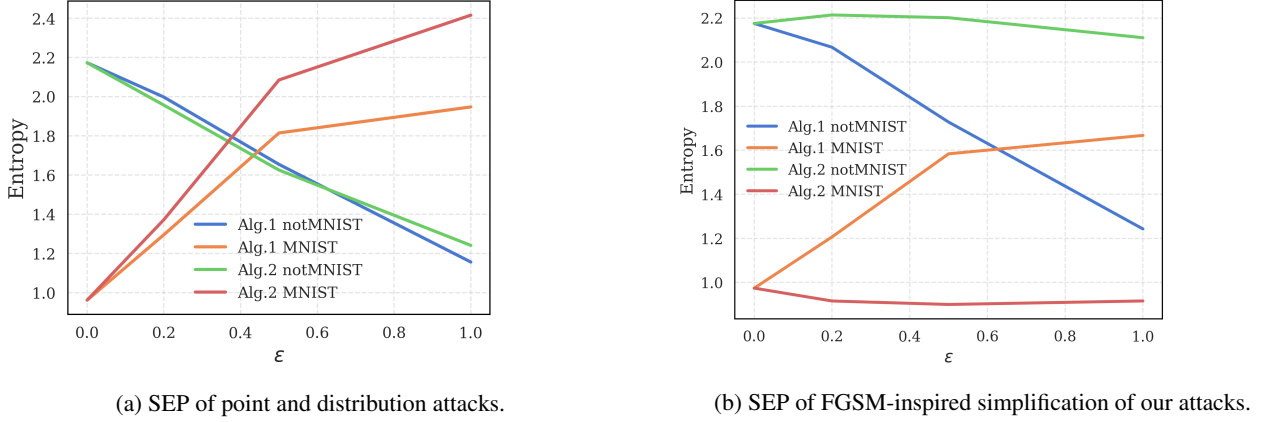 2.4
2.2
2.0
1.8
1.6
1.4
1.2
1.0
Entropy
Alg.1 notMNIST
Alg.1 MNIST
Alg.2 notMNIST
Alg.2 MNIST
0.0 0.2 0.4 0.6 0.8 1.0
ε
(a) SEP of point and distribution attacks.
2.2
2.0
1.8
1.6
1.4
1.2
1.0
Entropy
Alg.1 notMNIST
Alg.1 MNIST
Alg.2 notMNIST
Alg.2 MNIST
0.0 0.2 0.4 0.6 0.8 1.0
ε
(b) SEP of FGSM-inspired simplification of our attacks.